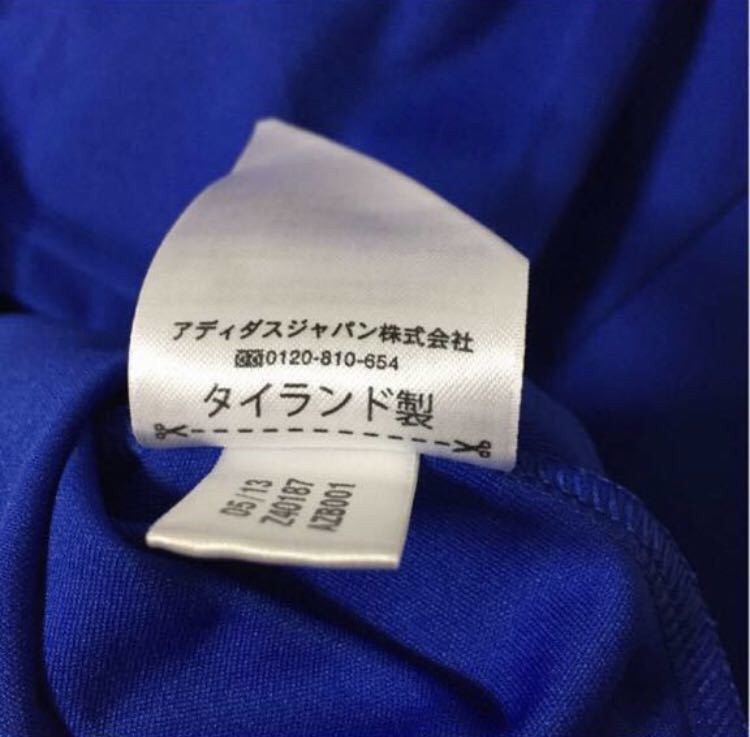 アディダスジャパン株式会社
0120-810-654
タイランド製
05/13
Z40187
AZB001